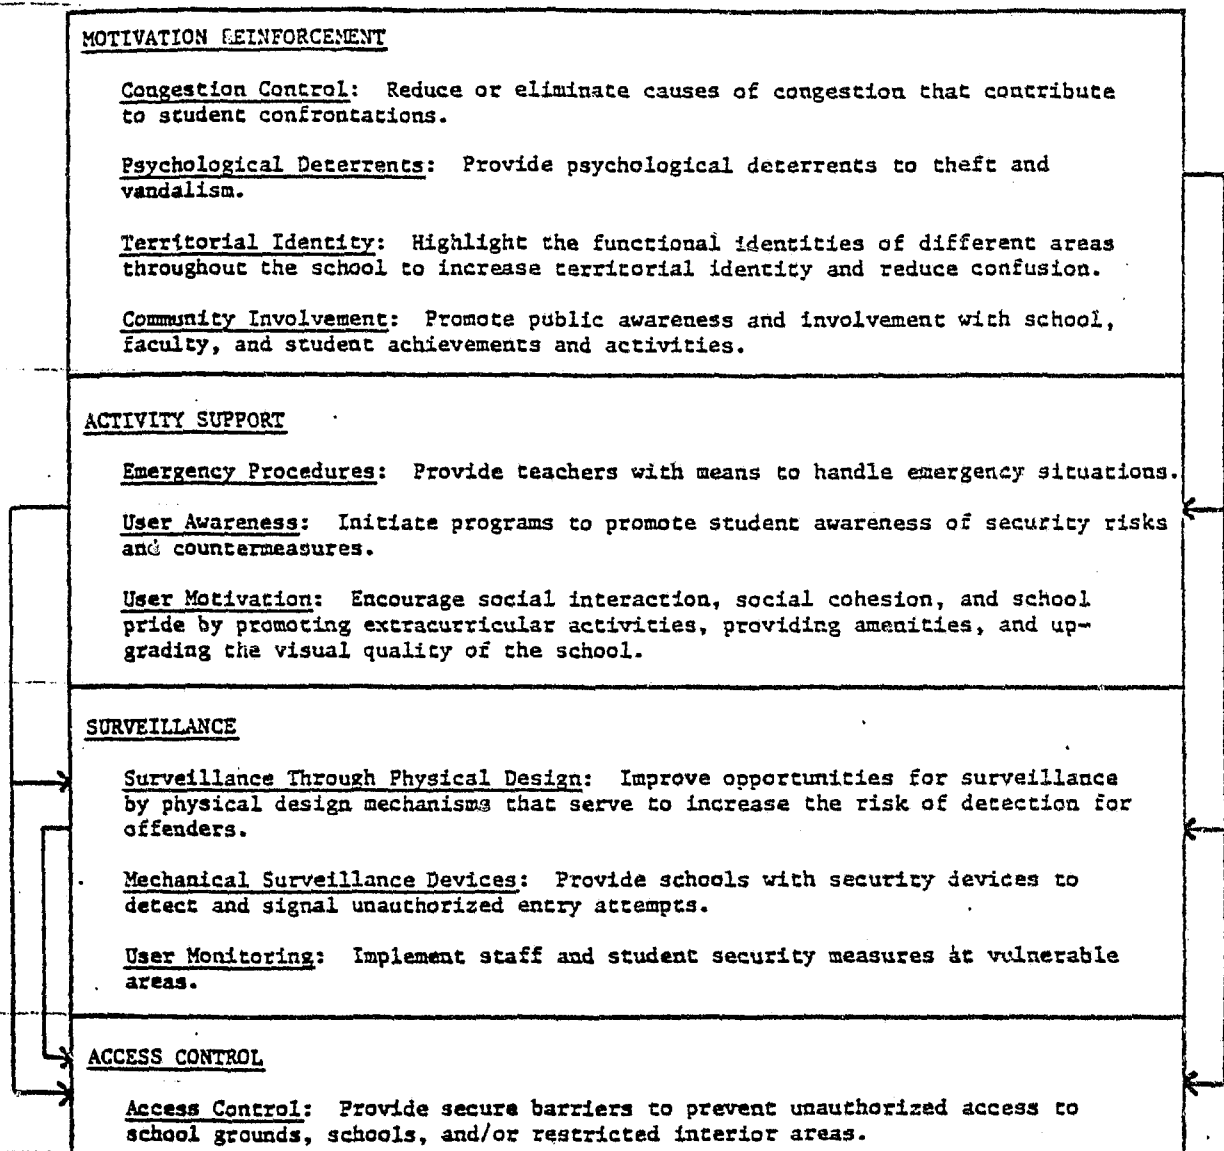 MOTIVATION REINFORCEMENT
Congestion Control: Reduce or eliminate causes of congestion that contribute
to student confrontations.
Psychological Deterrents: Provide psychological deterrents to theft and
vandalism.
Territorial Identity: Highlight the functional identities of different areas
throughout the school to increase territorial identity and reduce confusion.
Community Involvement: Promote public awareness and involvement with school,
faculty, and student achievements and activities.
ACTIVITY SUPPORT
Emergency Procedures: Provide teachers with means to handle emergency situations.
User Awareness: Initiate programs to promote student awareness of security risks
and countermeasures.
User Motivation: Encourage social interaction, social cohesion, and school
pride by promoting extracurricular activities, providing amenities, and up-
grading the visual quality of the school.
SURVEILLANCE
Surveillance Through Physical Design: Improve opportunities for surveillance
by physical design mechanisms that serve to increase the risk of detection for
offenders.
Mechanical Surveillance Devices: Provide schools with security devices to
detect and signal unauthorized entry attempts.
User Monitoring: Implement staff and student security measures at vulnerable
areas.
ACCESS CONTROL
Access Control: Provide secure barriers to prevent unauthorized access to
school grounds, schools, and/or restricted interior areas.